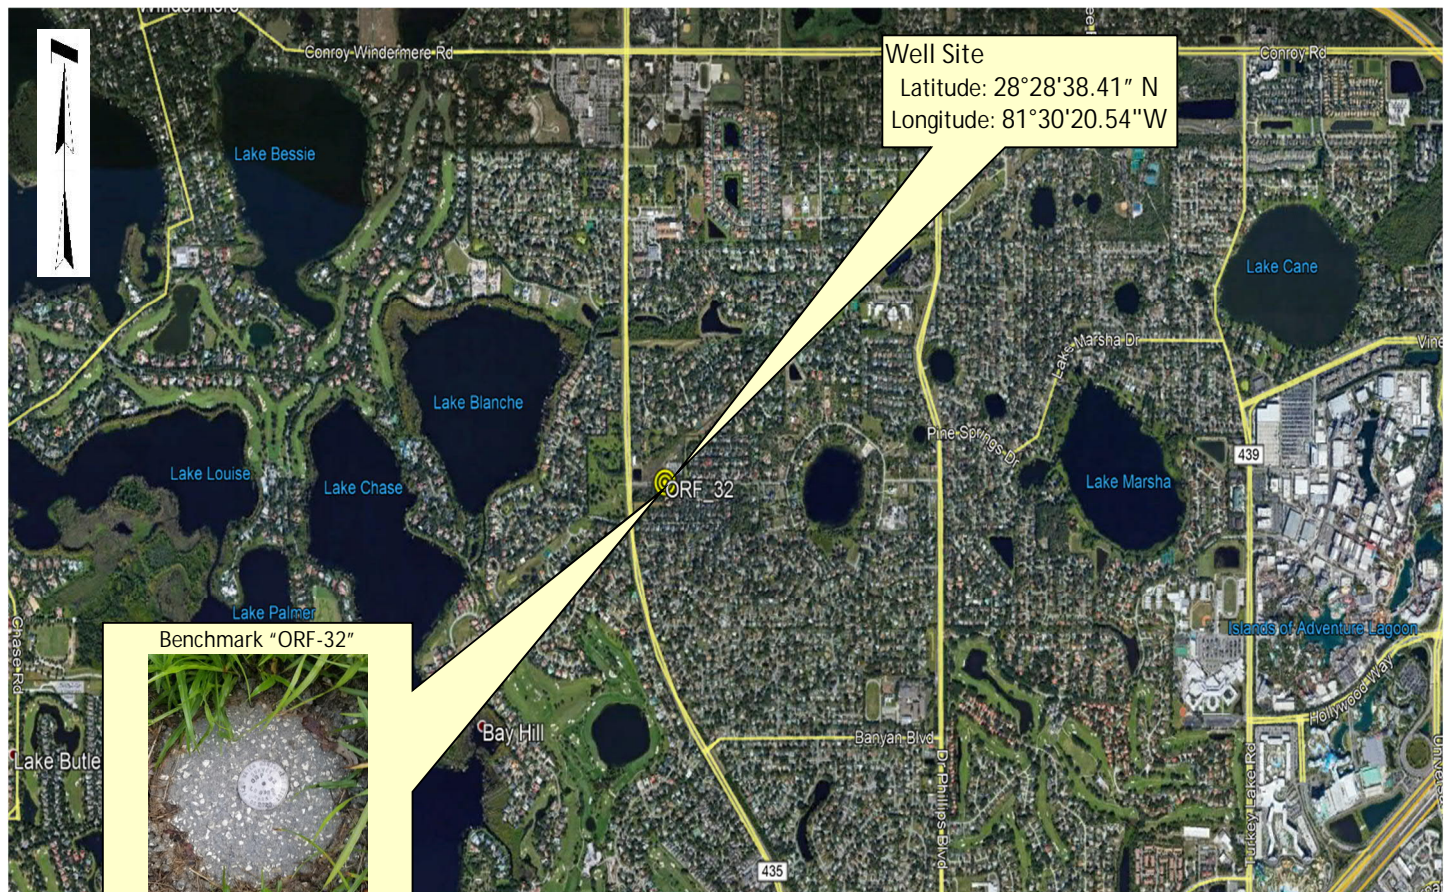 Windermere
Conroy Windermere Rd
Well Site
Latitude: 28°28'38.41" N
Longitude: 81°30'20.54"W
Conroy Rd
Lake Bessie
Lake Cane
Lake Marsha Dr
Vine
Lake Blanche
Pine Springs Dr
439
Lake Louise
Lake Chase
ORF_32
Lake Marsha
Lake Palmer
Chase Rd
Benchmark “ORF-32”
Islands of Adventure Lagoon
Hollywood Way
Bay Hill
Banyan Blvd
Lake Butle
Dr Phillips Blvd
Turkey Lake Rd
Universa
435